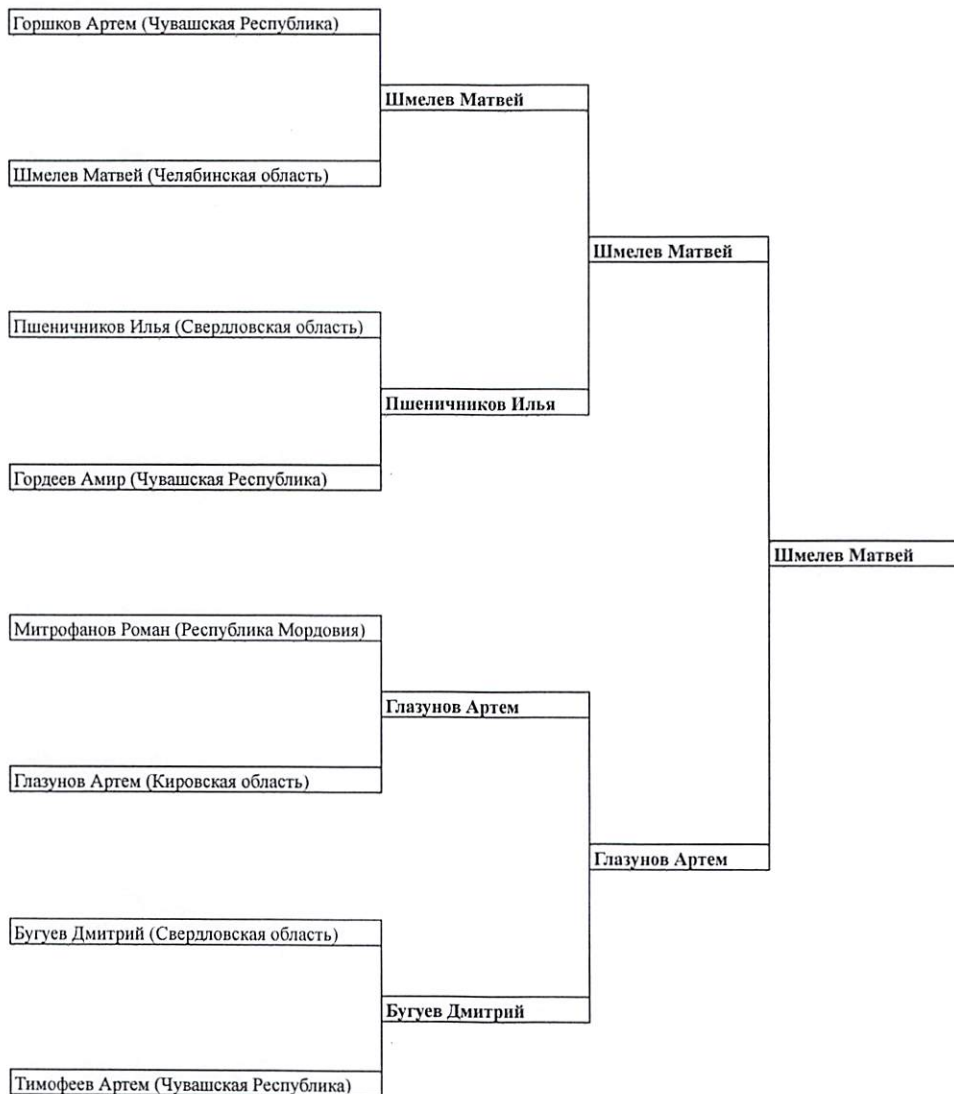 Горшков Артем (Чувашская Республика)
Шмелев Матвей
Шмелев Матвей (Челябинская область)
Шмелев Матвей
Пшеничников Илья (Свердловская область)
Пшеничников Илья
Гордеев Амир (Чувашская Республика)
Шмелев Матвей
Митрофанов Роман (Республика Мордовия)
Глазунов Артем
Глазунов Артем (Кировская область)
Глазунов Артем
Бугуев Дмитрий (Свердловская область)
Бугуев Дмитрий
Тимофеев Артем (Чувашская Республика)